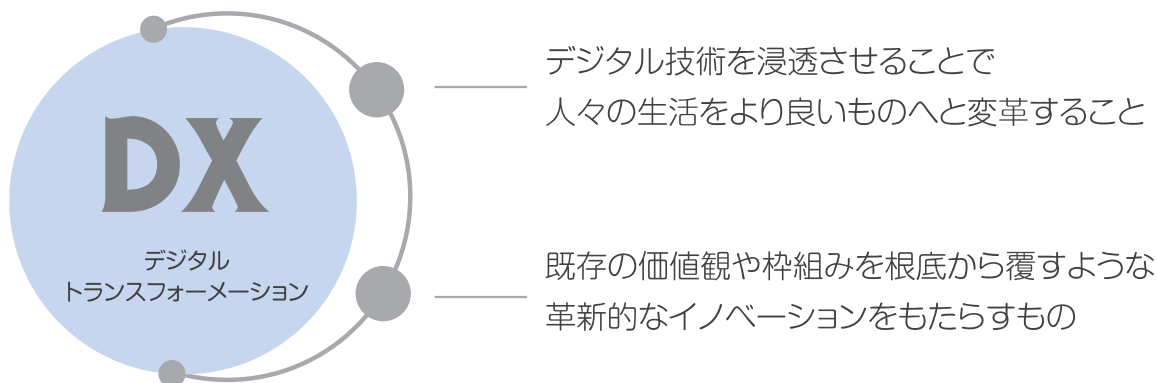 DX
デジタル
トランスフォーメーション
デジタル技術を浸透させることで
人々の生活をより良いものへと変革すること
既存の価値観や枠組みを根底から覆すような
革新的なイノベーションをもたらすもの